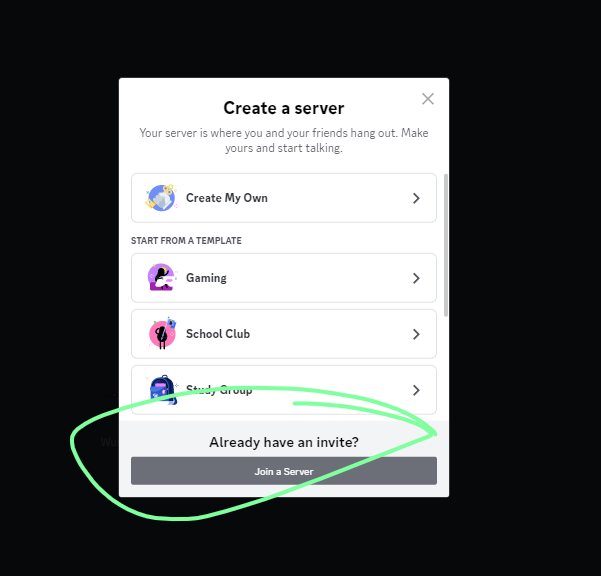 Create a server
Your server is where you and your friends hang out. Make
yours and start talking.
Create My Own
START FROM A TEMPLATE
Gaming
School Club
Study Group
Already have an invite?
Join a Server